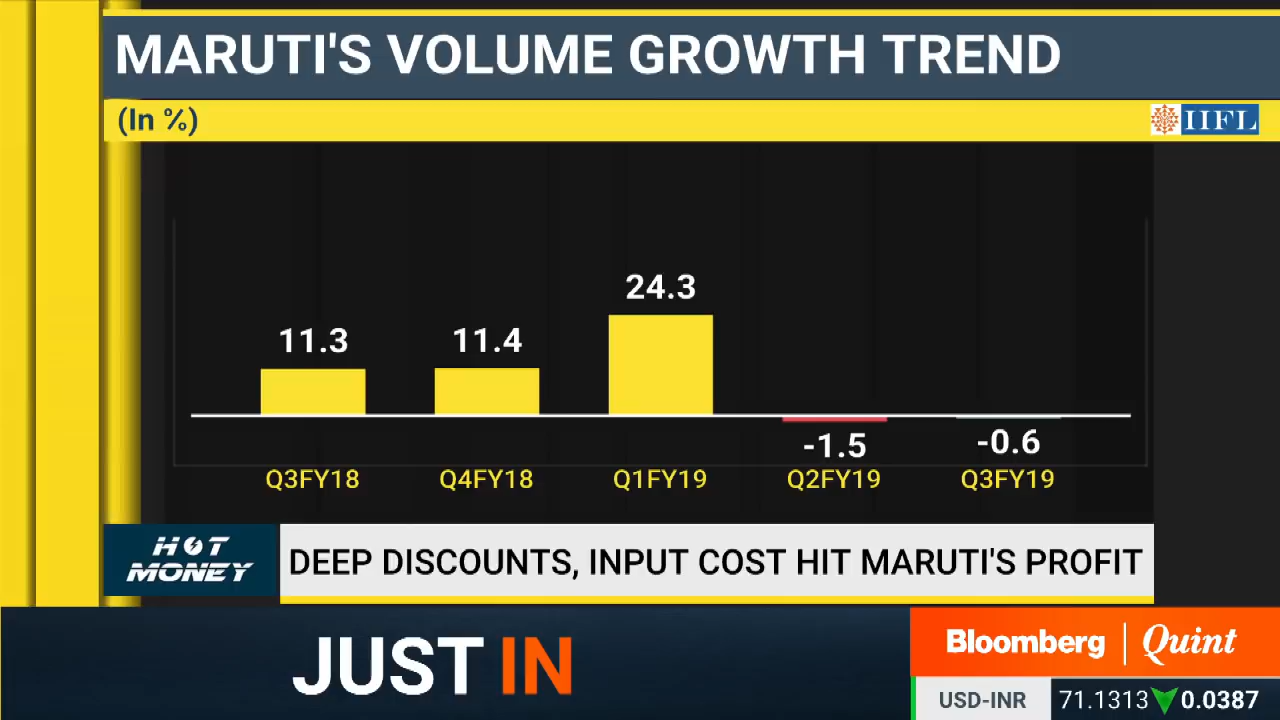 MARUTI'S VOLUME GROWTH TREND
(In %)
IIFL
11.3
11.4
24.3
-1.5
-0.6
Q3FY18
Q4FY18
Q1FY19
Q2FY19
Q3FY19
HOT
MONEY
DEEP DISCOUNTS, INPUT COST HIT MARUTI'S PROFIT
JUST IN
Bloomberg | Quint
USD-INR 71.1313 0.0387